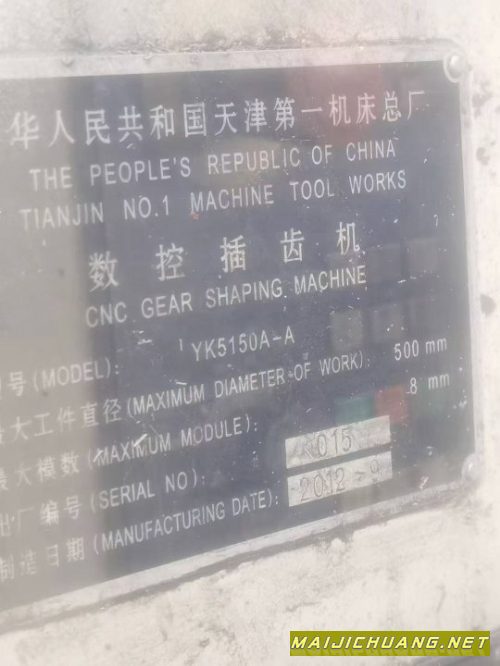 华人民共和国天津第一机床总厂
THE PEOPLE'S REPUBLIC OF CHINA
TIANJIN NO.1 MACHINE TOOL WORKS
数控插齿机
CNC GEAR SHAPING MACHINE
号(MODEL): YK5150A-A
大工件直径(MAXIMUM DIAMETER OF WORK): 500 mm
最大模数(MAXIMUM MODULE): 8 mm
出厂编号(SERIAL NO): 015
制造日期(MANUFACTURING DATE): 2012-9
MAIJICHUANG.NET